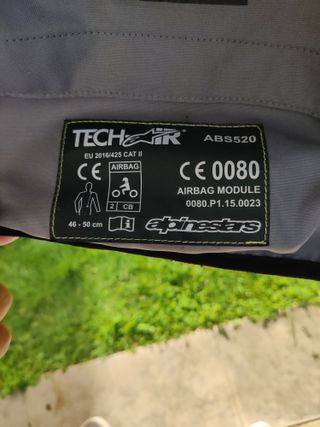 TECH AIR
ABS520
EU 2016/425 CAT II
CE
AIRBAG
2 CB
46 - 50 cm
i
CE 0080
AIRBAG MODULE
0080.P1.15.0023
alpinestars